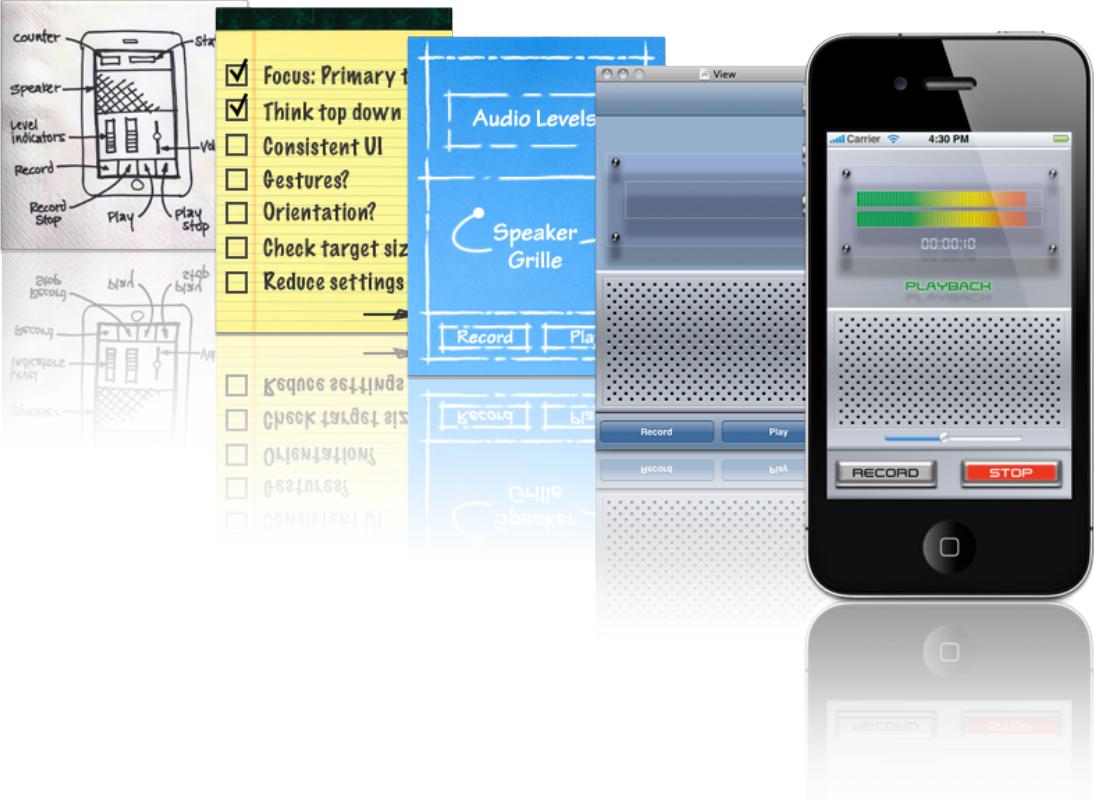 counter
speaker
Level
indicators
Record
Record
Stop
Play
Play
Stop
Focus: Primary t
Think top down
Consistent UI
Gestures?
Orientation?
Check target siz
Reduce settings
Audio Levels
Speaker
Grille
Record
Pla
View
Record
Play
Carrier
4:30 PM
00:00:10
PLAYBACK
RECORD
STOP